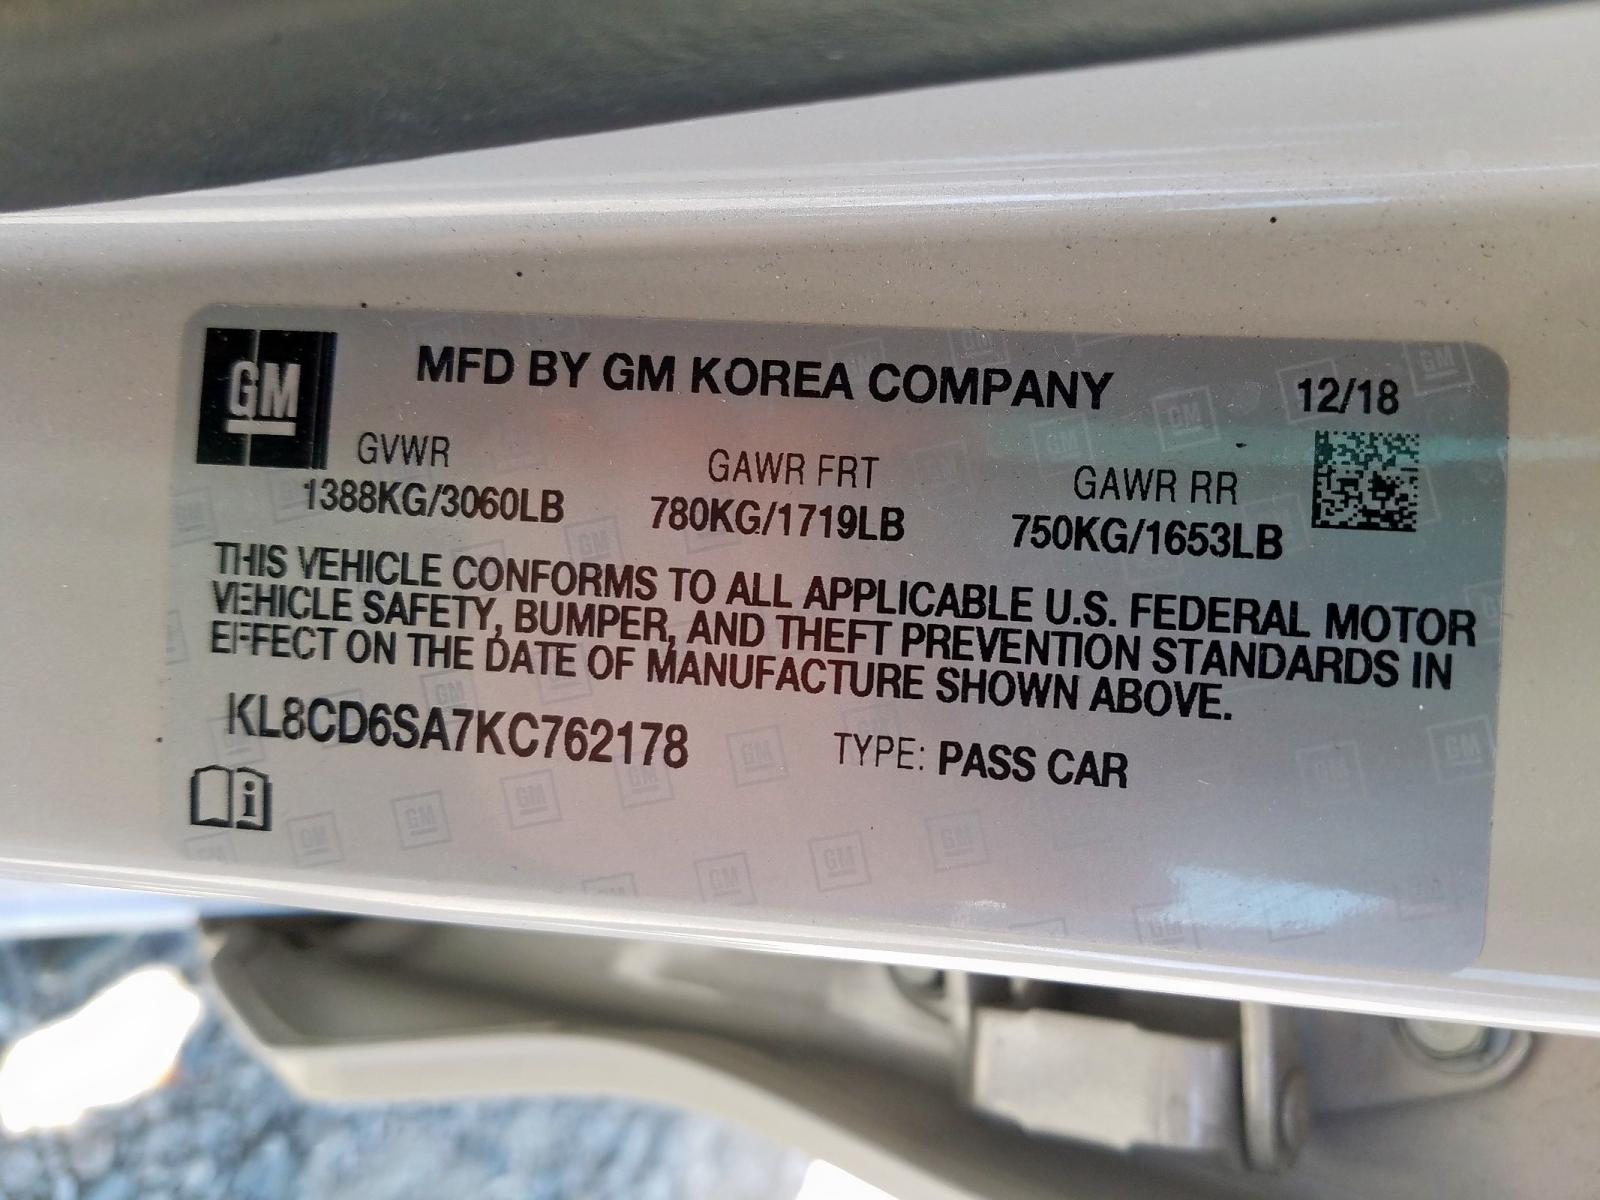 GM
MFD BY GM KOREA COMPANY 12/18
GVWR GAWR FRT GAWR RR
1388KG/3060LB 780KG/1719LB 750KG/1653LB
THIS VEHICLE CONFORMS TO ALL APPLICABLE U.S. FEDERAL MOTOR
VEHICLE SAFETY, BUMPER, AND THEFT PREVENTION STANDARDS IN
EFFECT ON THE DATE OF MANUFACTURE SHOWN ABOVE.
KL8CD6SA7KC762178 TYPE: PASS CAR